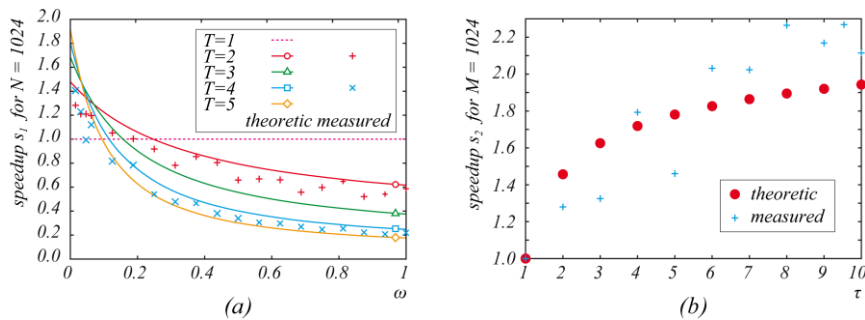 speedup s₁ for N = 1024
2.0
1.8
1.6
1.4
1.2
1.0
0.8
0.6
0.4
0.2
0.0
T=1
T=2
T=3
T=4
T=5
theoretic measured
0 0.2 0.4 0.6 0.8 1
ω
(a)
speedup s₂ for M = 1024
2.2
2.0
1.8
1.6
1.4
1.2
1.0
theoretic
measured
1 2 3 4 5 6 7 8 9 10
τ
(b)